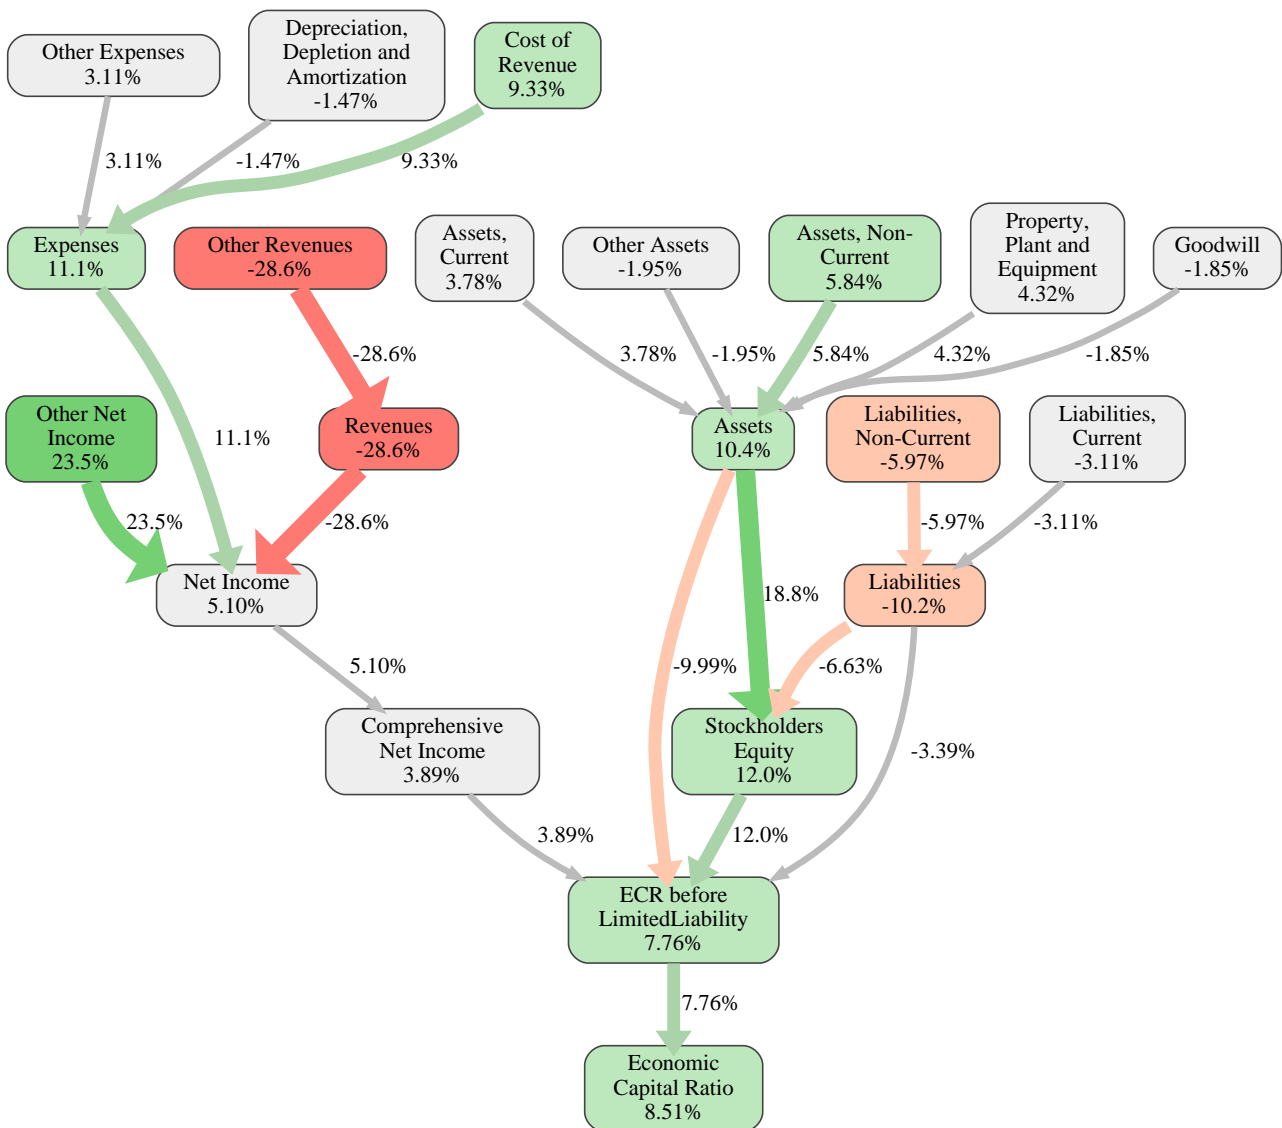 Other Expenses
3.11%
Depreciation,
Depletion and
Amortization
-1.47%
Cost of
Revenue
9.33%
3.11%
-1.47%
9.33%
Expenses
11.1%
Other Revenues
-28.6%
Assets,
Current
3.78%
Other Assets
-1.95%
Assets, Non-
Current
5.84%
Property,
Plant and
Equipment
4.32%
Goodwill
-1.85%
-28.6%
3.78%
-1.95%
5.84%
4.32%
-1.85%
Other Net
Income
23.5%
11.1%
Revenues
-28.6%
Assets
10.4%
Liabilities,
Non-Current
-5.97%
Liabilities,
Current
-3.11%
23.5%
-28.6%
-5.97%
-3.11%
Net Income
5.10%
18.8%
Liabilities
-10.2%
5.10%
-9.99%
-6.63%
Comprehensive
Net Income
3.89%
Stockholders
Equity
12.0%
-3.39%
3.89%
12.0%
ECR before
LimitedLiability
7.76%
7.76%
Economic
Capital Ratio
8.51%